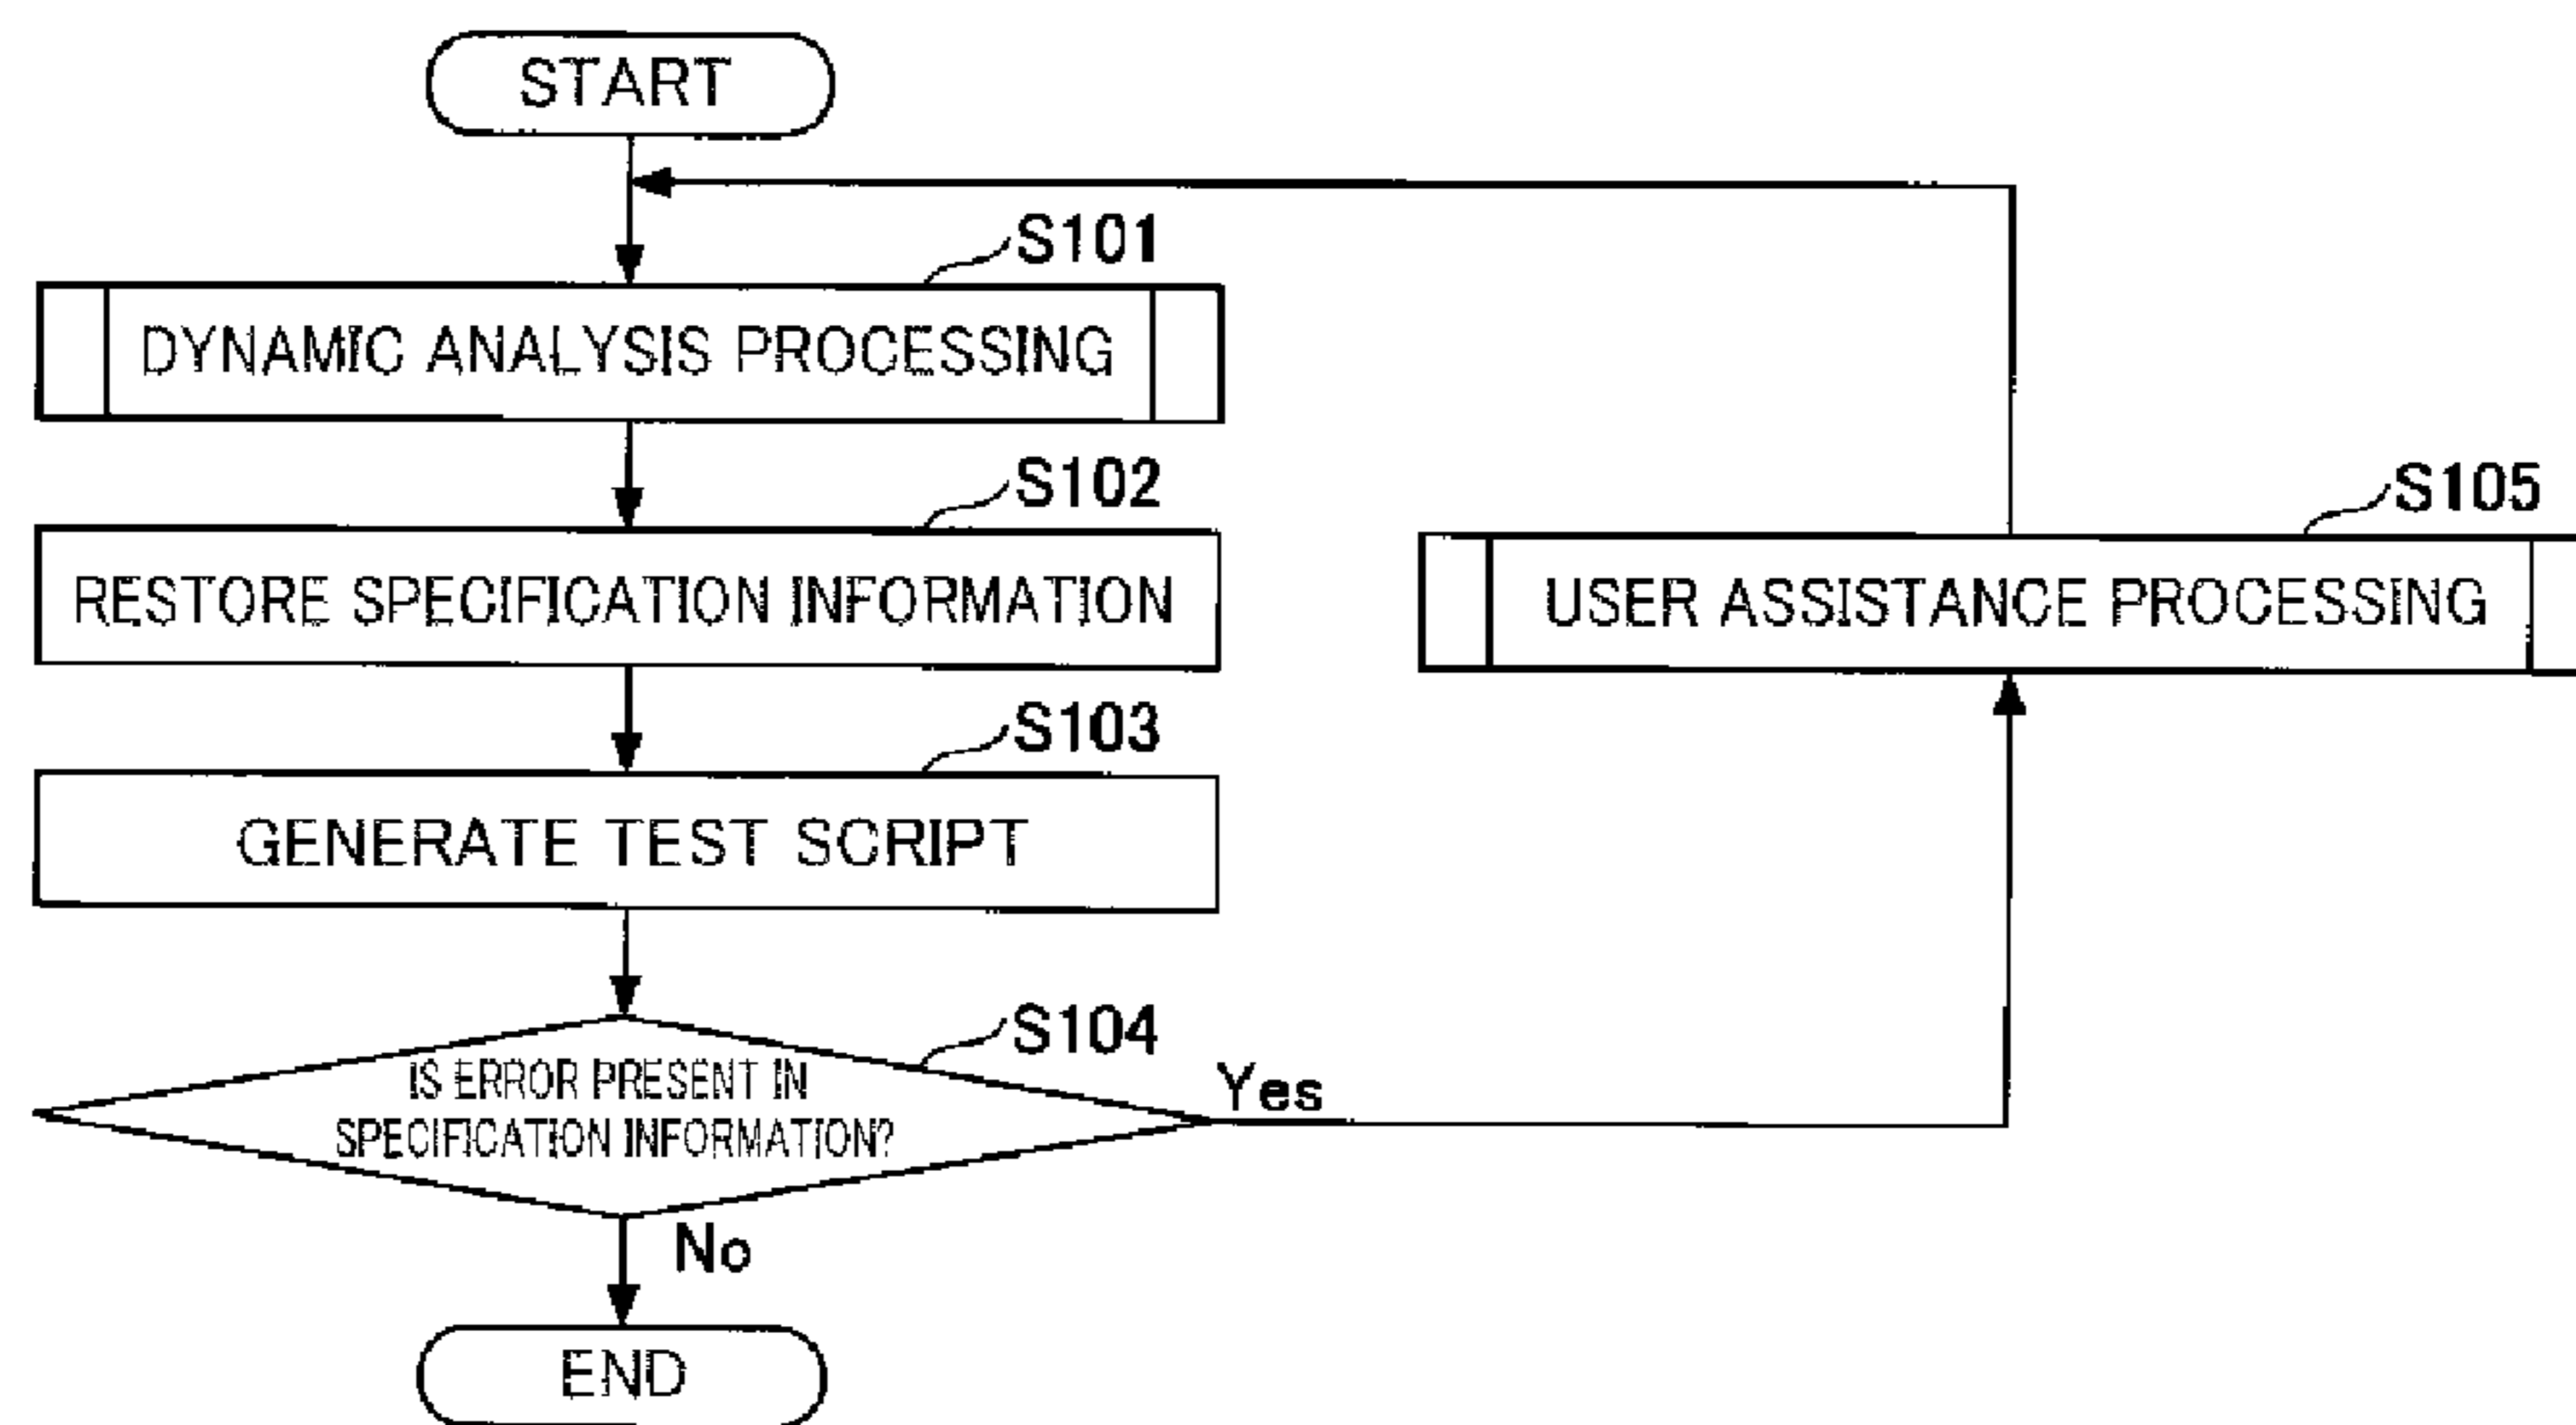 START
S101
DYNAMIC ANALYSIS PROCESSING
S102
RESTORE SPECIFICATION INFORMATION
S105
USER ASSISTANCE PROCESSING
S103
GENERATE TEST SCRIPT
S104
IS ERROR PRESENT IN
SPECIFICATION INFORMATION?
Yes
No
END